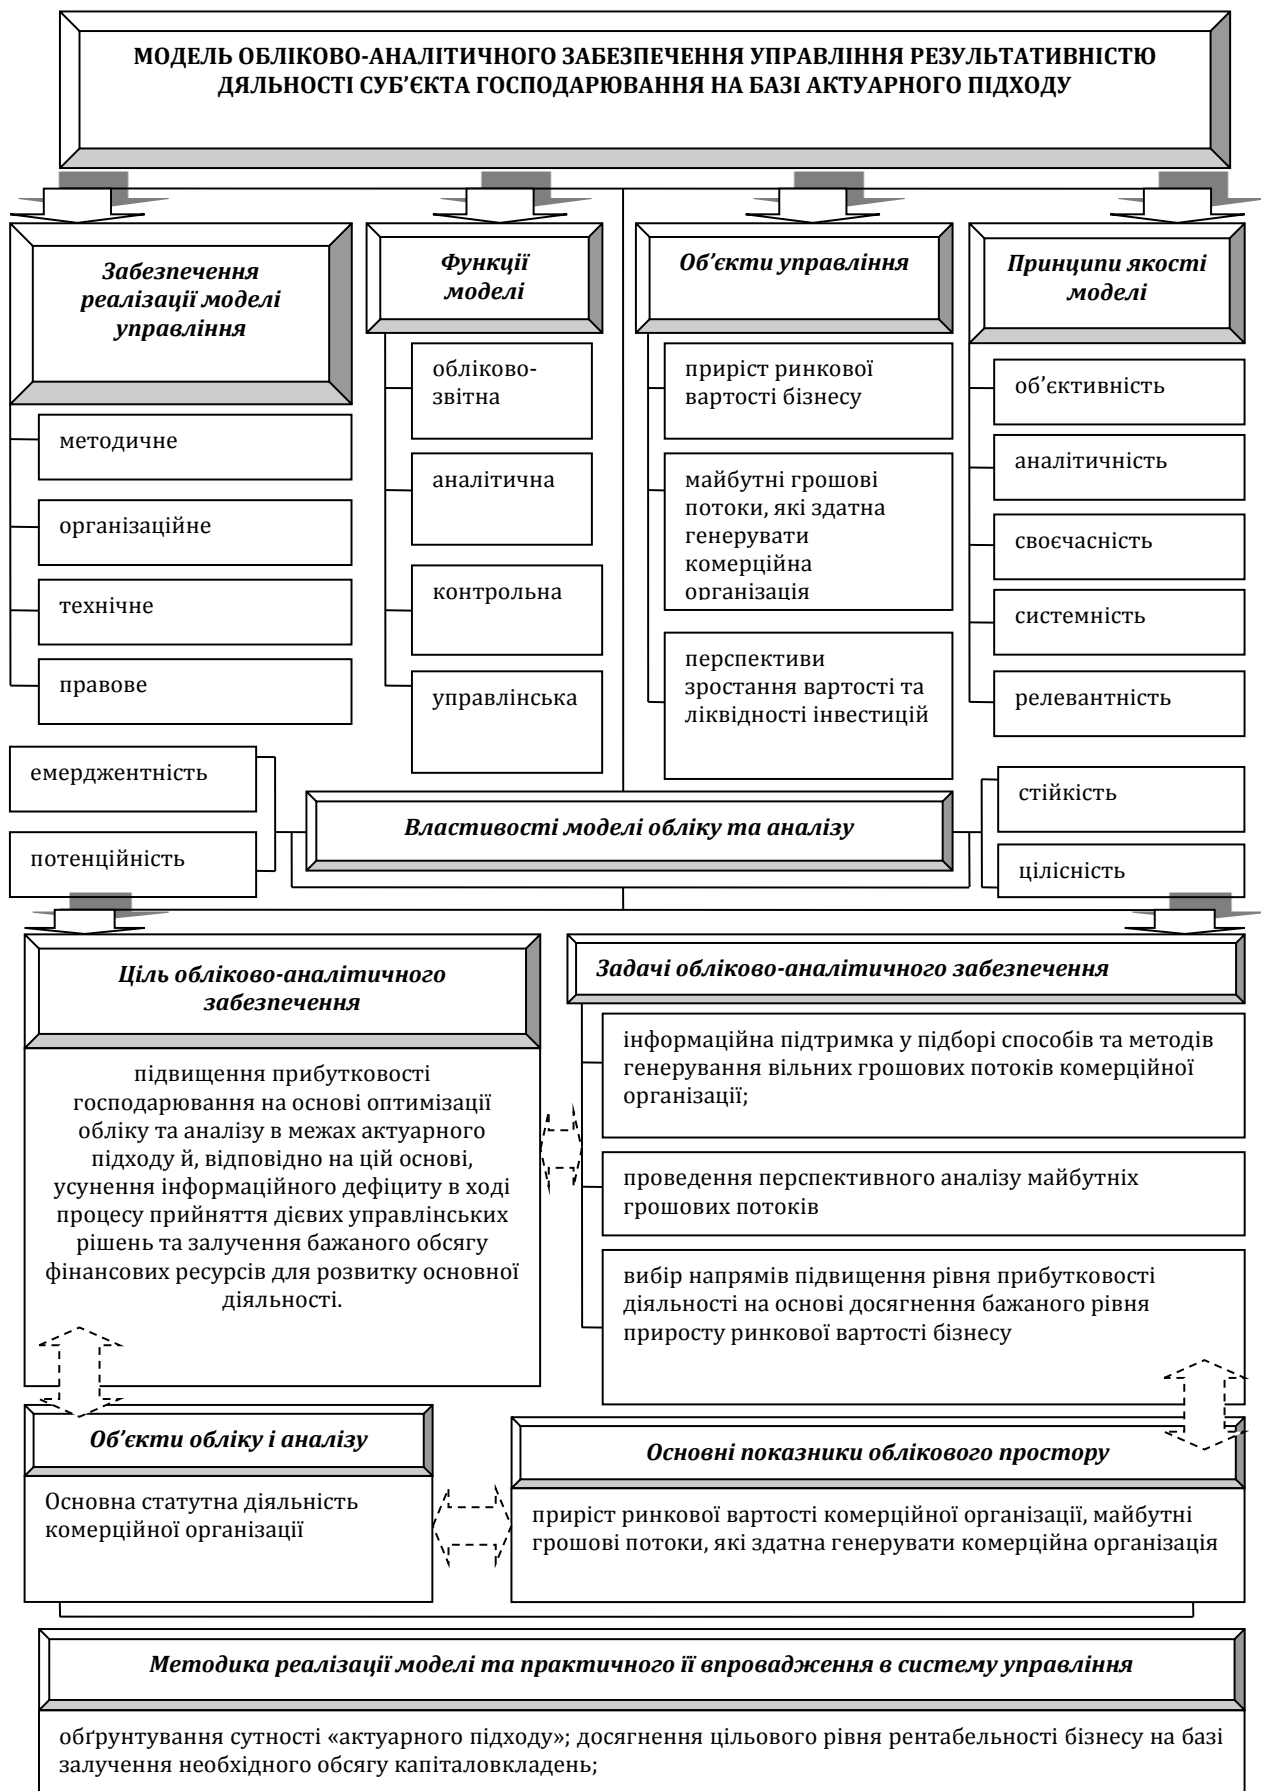 МОДЕЛЬ ОБЛІКОВО-АНАЛІТИЧНОГО ЗАБЕЗПЕЧЕННЯ УПРАВЛІННЯ РЕЗУЛЬТАТИВНІСТЮ
ДЯЛЬНОСТІ СУБ’ЄКТА ГОСПОДАРЮВАННЯ НА БАЗІ АКТУАРНОГО ПІДХОДУ
Забезпечення
реалізації моделі
управління
методичне
організаційне
технічне
правове
Функції
моделі
обліково-
звітна
аналітична
контрольна
управлінська
Об’єкти управління
приріст ринкової
вартості бізнесу
майбутні грошові
потоки, які здатна
генерувати
комерційна
організація
перспективи
зростання вартості та
ліквідності інвестицій
Принципи якості
моделі
об’єктивність
аналітичність
своєчасність
системність
релевантність
емерджентність
потенційність
Властивості моделі обліку та аналізу
стійкість
цілісність
Ціль обліково-аналітичного
забезпечення
підвищення прибутковості
господарювання на основі оптимізації
обліку та аналізу в межах актуарного
підходу й, відповідно на цій основі,
усунення інформаційного дефіциту в ході
процесу прийняття дієвих управлінських
рішень та залучення бажаного обсягу
фінансових ресурсів для розвитку основної
діяльності.
Задачі обліково-аналітичного забезпечення
інформаційна підтримка у підборі способів та методів
генерування вільних грошових потоків комерційної
організації;
проведення перспективного аналізу майбутніх
грошових потоків
вибір напрямів підвищення рівня прибутковості
діяльності на основі досягнення бажаного рівня
приросту ринкової вартості бізнесу
Об’єкти обліку і аналізу
Основна статутна діяльність
комерційної організації
Основні показники облікового простору
приріст ринкової вартості комерційної організації, майбутні
грошові потоки, які здатна генерувати комерційна організація
Методика реалізації моделі та практичного її впровадження в систему управління
обґрунтування сутності «актуарного підходу»; досягнення цільового рівня рентабельності бізнесу на базі
залучення необхідного обсягу капіталовкладень;